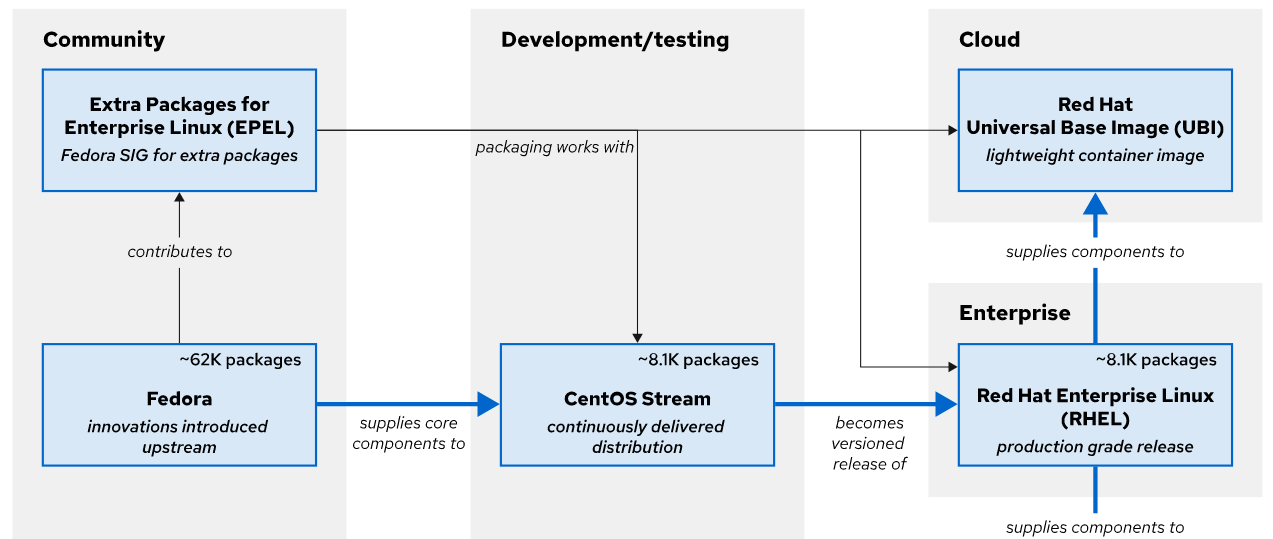 Community
Extra Packages for
Enterprise Linux (EPEL)
Fedora SIG for extra packages
contributes to
~62K packages
Fedora
innovations introduced
upstream
supplies core
components to
Development/testing
packaging works with
~8.1K packages
CentOS Stream
continuously delivered
distribution
becomes
versioned
release of
Cloud
Red Hat
Universal Base Image (UBI)
lightweight container image
supplies components to
Enterprise
~8.1K packages
Red Hat Enterprise Linux
(RHEL)
production grade release
supplies components to